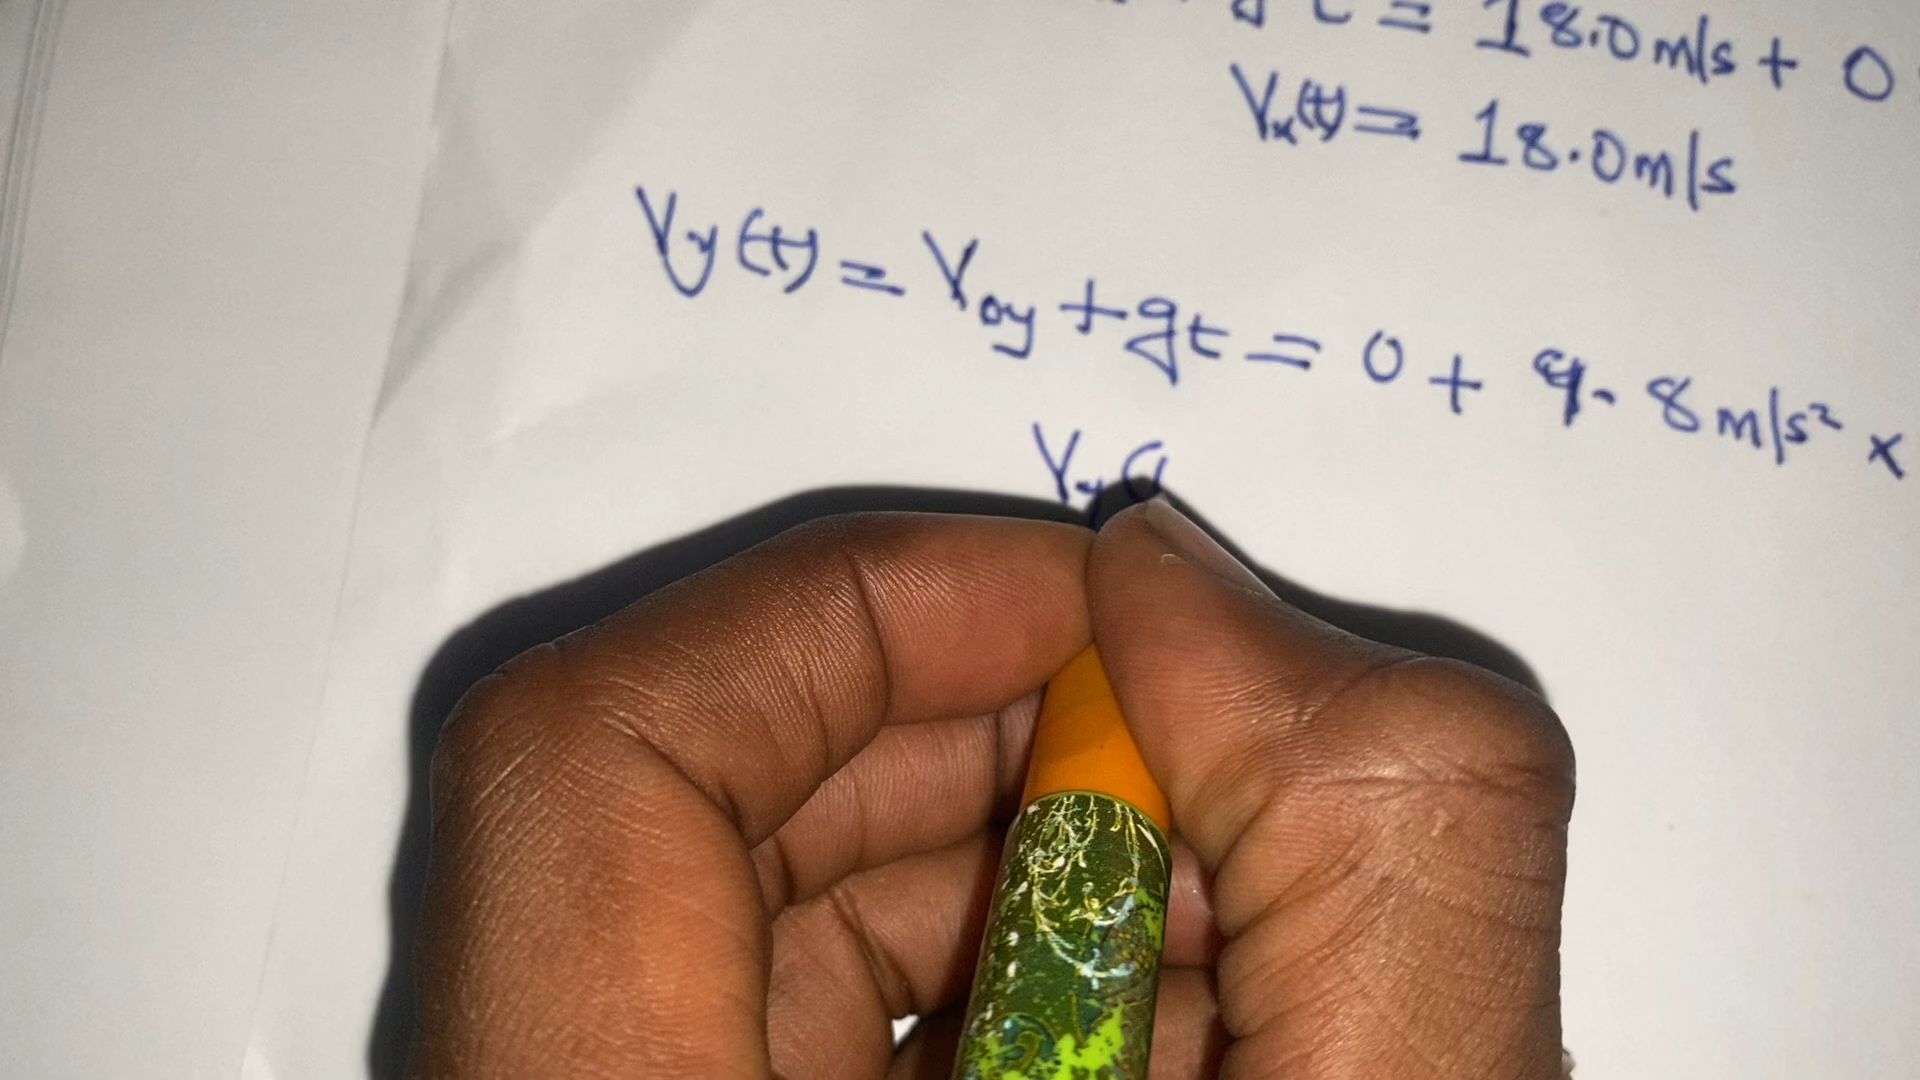 t = 18.0m/s + 0
Vx(t) = 18.0m/s
Vy(t) = Voy + gt = 0 + 9.8m/s² ×
Vy(